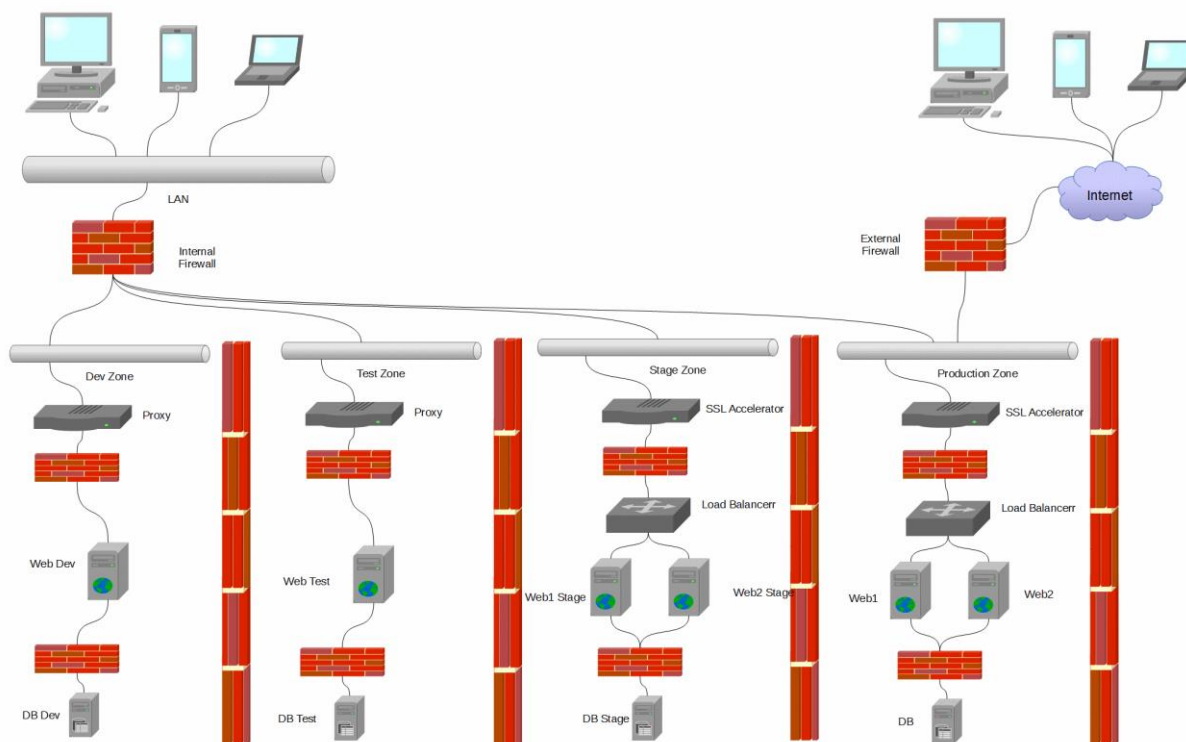 Internet
LAN
Internal
Firewall
External
Firewall
Dev Zone
Test Zone
Stage Zone
Production Zone
Proxy
Proxy
SSL Accelerator
SSL Accelerator
Load Balancerr
Load Balancerr
Web Dev
Web Test
Web1 Stage
Web2 Stage
Web1
Web2
DB Dev
DB Test
DB Stage
DB